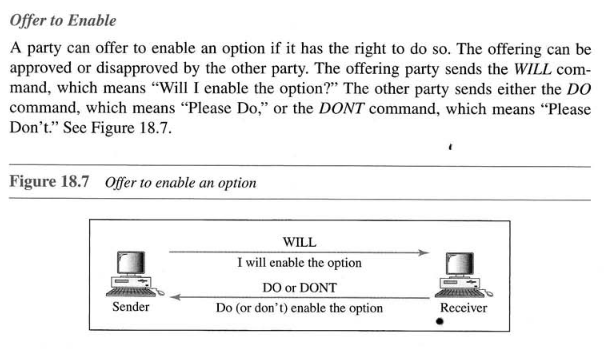 Offer to Enable
A party can offer to enable an option if it has the right to do so. The offering can be
approved or disapproved by the other party. The offering party sends the WILL com-
mand, which means “Will I enable the option?” The other party sends either the DO
command, which means “Please Do,” or the DONT command, which means “Please
Don’t.” See Figure 18.7.
Figure 18.7 Offer to enable an option
WILL
I will enable the option
DO or DONT
Do (or don’t) enable the option
Sender
Receiver